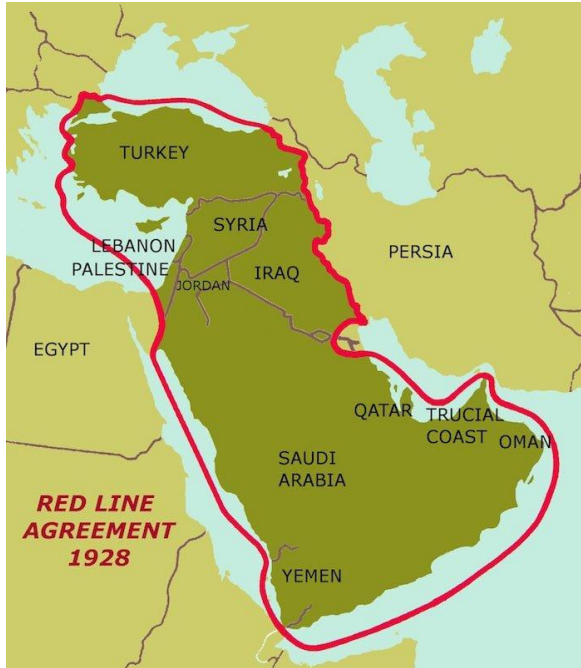 TURKEY
SYRIA
LEBANON
PALESTINE
IRAQ
PERSIA
JORDAN
EGYPT
QATAR
TRUCIAL
COAST
OMAN
SAUDI
ARABIA
RED LINE
AGREEMENT
1928
YEMEN